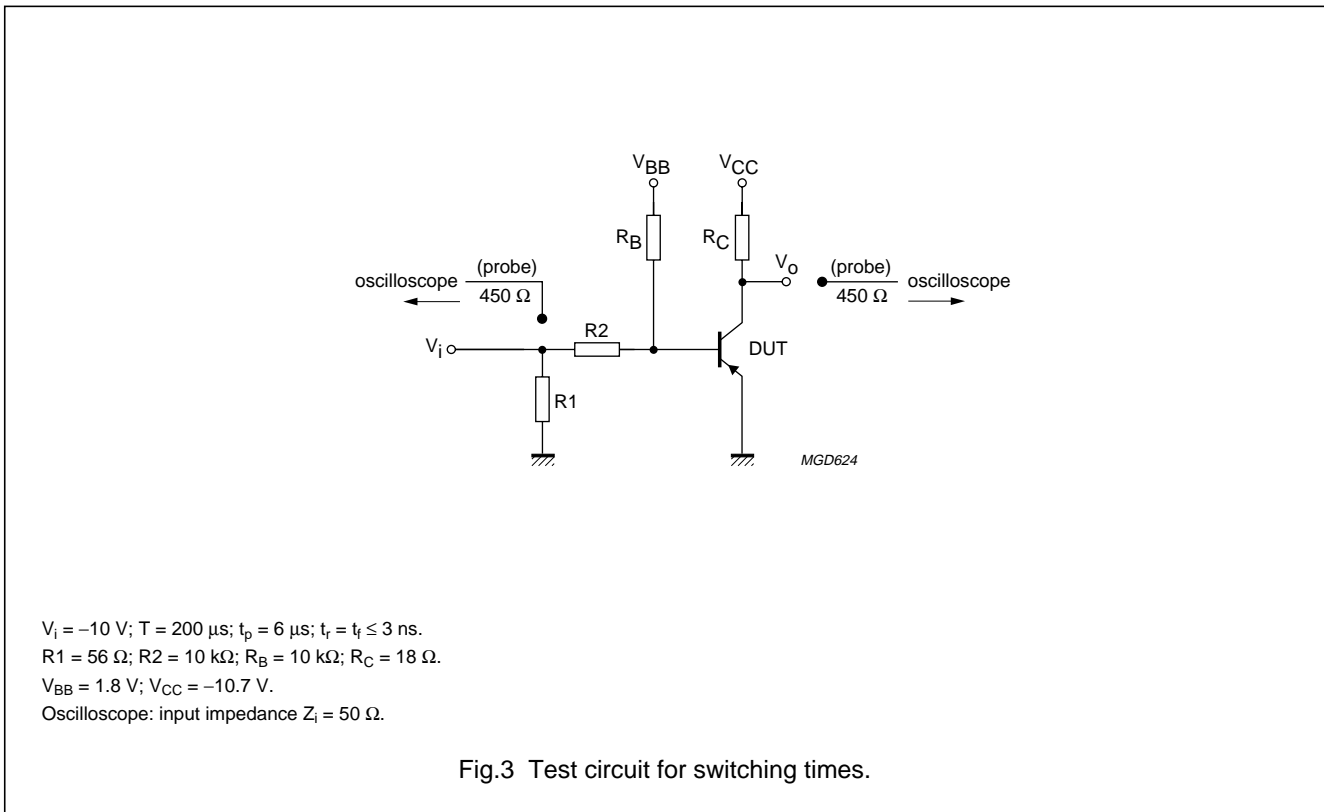 VBB VCC
RB RC
Vo
(probe) (probe)
oscilloscope oscilloscope
450 Ω 450 Ω
R2
Vi DUT
R1
MGD624
Vi = −10 V; T = 200 μs; tp = 6 μs; tr = tf ≤ 3 ns.
R1 = 56 Ω; R2 = 10 kΩ; RB = 10 kΩ; RC = 18 Ω.
VBB = 1.8 V; VCC = −10.7 V.
Oscilloscope: input impedance Zi = 50 Ω.
Fig.3 Test circuit for switching times.